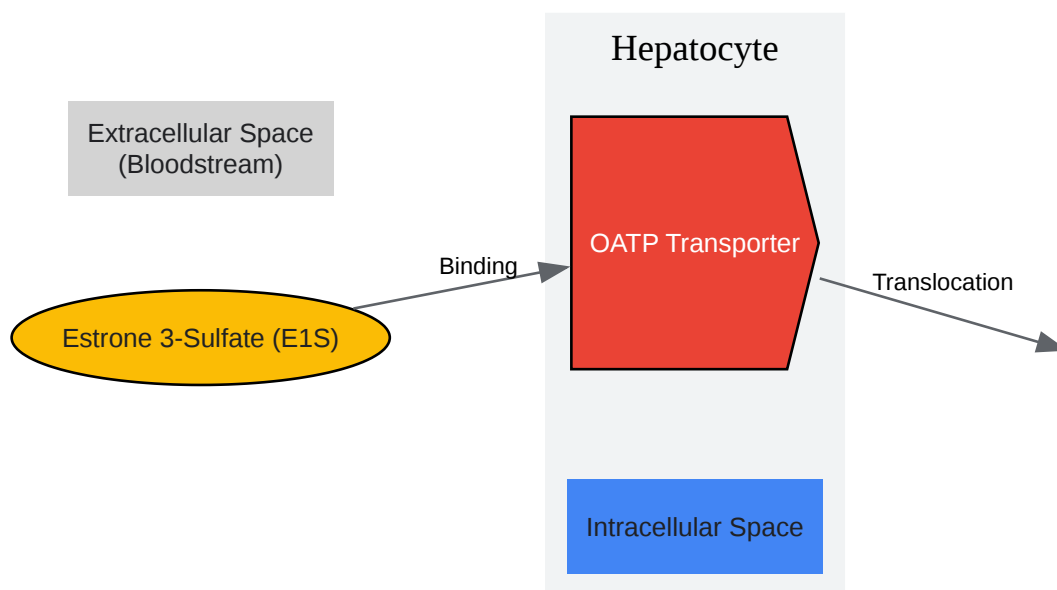 Hepatocyte
Extracellular Space
(Bloodstream)
OATP Transporter
Binding
Translocation
Estrone 3-Sulfate (E1S)
Intracellular Space